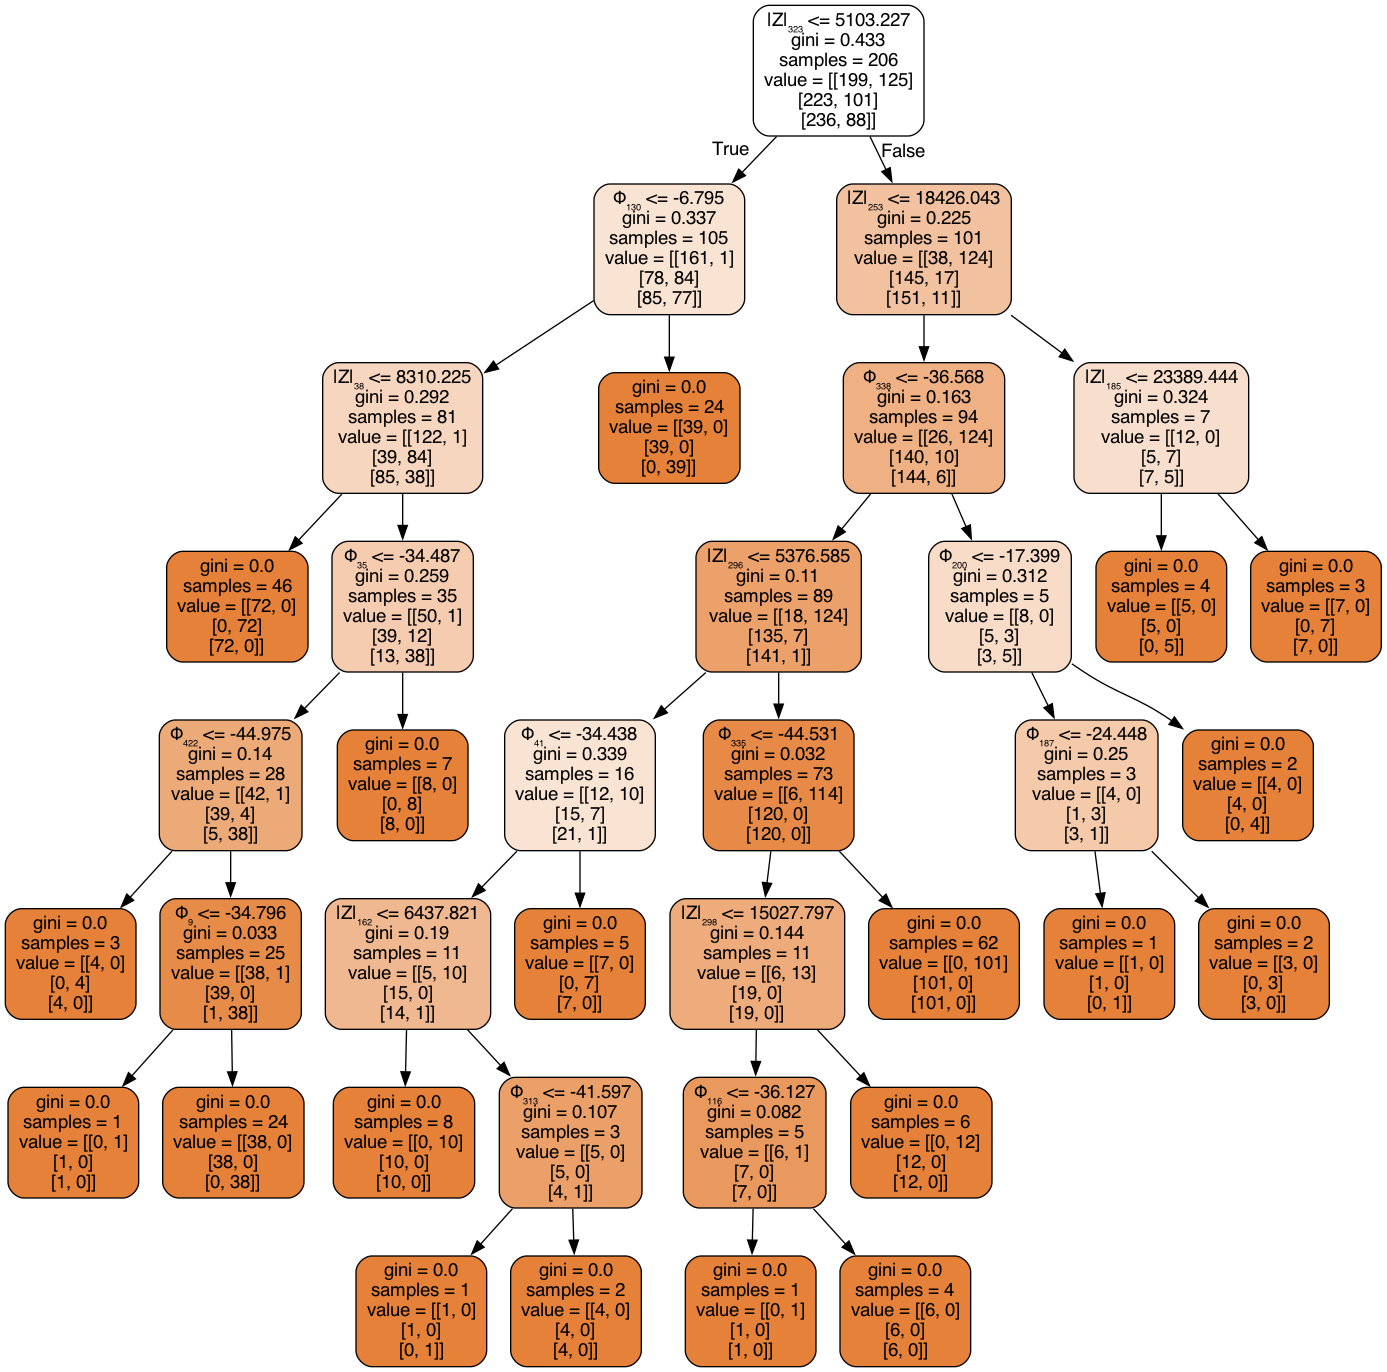 |Z|₃₂₃ <= 5103.227
gini = 0.433
samples = 206
value = [[199, 125]
[223, 101]
[236, 88]]
True
False
Φ₁₃₀ <= -6.795
gini = 0.337
samples = 105
value = [[161, 1]
[78, 84]
[85, 77]]
|Z|₂₅₃ <= 18426.043
gini = 0.225
samples = 101
value = [[38, 124]
[145, 17]
[151, 11]]
|Z|₃₈ <= 8310.225
gini = 0.292
samples = 81
value = [[122, 1]
[39, 84]
[85, 38]]
gini = 0.0
samples = 24
value = [[39, 0]
[39, 0]
[0, 39]]
Φ₃₃₈ <= -36.568
gini = 0.163
samples = 94
value = [[26, 124]
[140, 10]
[144, 6]]
|Z|₁₈₅ <= 23389.444
gini = 0.324
samples = 7
value = [[12, 0]
[5, 7]
[7, 5]]
gini = 0.0
samples = 46
value = [[72, 0]
[0, 72]
[72, 0]]
Φ₃₅ <= -34.487
gini = 0.259
samples = 35
value = [[50, 1]
[39, 12]
[13, 38]]
|Z|₂₉₆ <= 5376.585
gini = 0.11
samples = 89
value = [[18, 124]
[135, 7]
[141, 1]]
Φ₂₀₀ <= -17.399
gini = 0.312
samples = 5
value = [[8, 0]
[5, 3]
[3, 5]]
gini = 0.0
samples = 4
value = [[5, 0]
[5, 0]
[0, 5]]
gini = 0.0
samples = 3
value = [[7, 0]
[0, 7]
[7, 0]]
Φ₄₂₂ <= -44.975
gini = 0.14
samples = 28
value = [[42, 1]
[39, 4]
[5, 38]]
gini = 0.0
samples = 7
value = [[8, 0]
[0, 8]
[8, 0]]
Φ₄₁ <= -34.438
gini = 0.339
samples = 16
value = [[12, 10]
[15, 7]
[21, 1]]
Φ₃₃₅ <= -44.531
gini = 0.032
samples = 73
value = [[6, 114]
[120, 0]
[120, 0]]
Φ₁₈₇ <= -24.448
gini = 0.25
samples = 3
value = [[4, 0]
[1, 3]
[3, 1]]
gini = 0.0
samples = 2
value = [[4, 0]
[4, 0]
[0, 4]]
gini = 0.0
samples = 3
value = [[4, 0]
[0, 4]
[4, 0]]
Φ₉ <= -34.796
gini = 0.033
samples = 25
value = [[38, 1]
[39, 0]
[1, 38]]
|Z|₁₆₂ <= 6437.821
gini = 0.19
samples = 11
value = [[5, 10]
[15, 0]
[14, 1]]
gini = 0.0
samples = 5
value = [[7, 0]
[0, 7]
[7, 0]]
|Z|₂₉₈ <= 15027.797
gini = 0.144
samples = 11
value = [[6, 13]
[19, 0]
[19, 0]]
gini = 0.0
samples = 62
value = [[0, 101]
[101, 0]
[101, 0]]
gini = 0.0
samples = 1
value = [[1, 0]
[1, 0]
[0, 1]]
gini = 0.0
samples = 2
value = [[3, 0]
[0, 3]
[3, 0]]
gini = 0.0
samples = 1
value = [[0, 1]
[1, 0]
[1, 0]]
gini = 0.0
samples = 24
value = [[38, 0]
[38, 0]
[0, 38]]
gini = 0.0
samples = 8
value = [[0, 10]
[10, 0]
[10, 0]]
Φ₃₁₃ <= -41.597
gini = 0.107
samples = 3
value = [[5, 0]
[5, 0]
[4, 1]]
Φ₁₁₆ <= -36.127
gini = 0.082
samples = 5
value = [[6, 1]
[7, 0]
[7, 0]]
gini = 0.0
samples = 6
value = [[0, 12]
[12, 0]
[12, 0]]
gini = 0.0
samples = 1
value = [[1, 0]
[1, 0]
[0, 1]]
gini = 0.0
samples = 2
value = [[4, 0]
[4, 0]
[4, 0]]
gini = 0.0
samples = 1
value = [[0, 1]
[1, 0]
[1, 0]]
gini = 0.0
samples = 4
value = [[6, 0]
[6, 0]
[6, 0]]